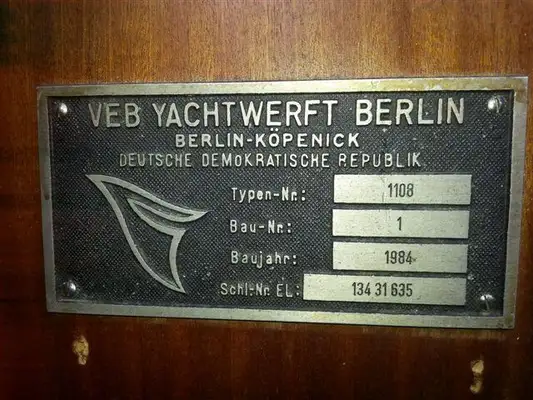 VEB YACHTWERFT BERLIN
BERLIN-KÖPENICK
DEUTSCHE DEMOKRATISCHE REPUBLIK
Typen-Nr.: 1108
Bau-Nr.: 1
Baujahr: 1984
Schl-Nr. EL: 134 31 635